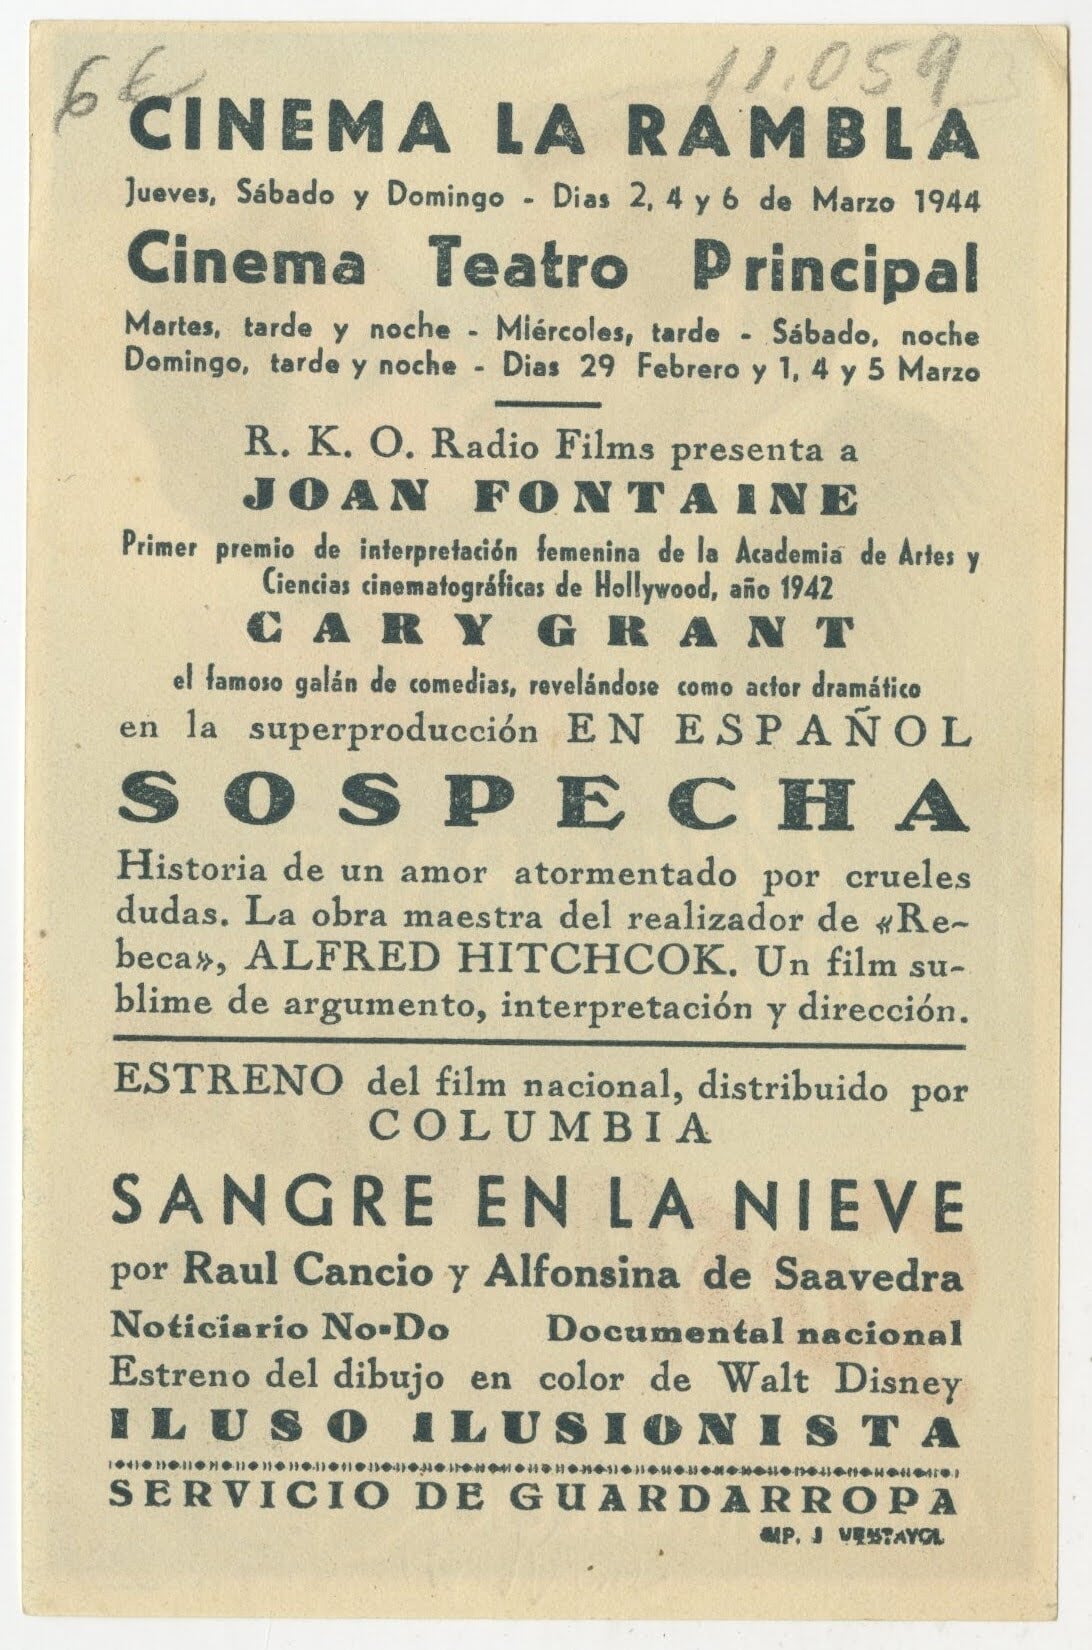 6€
11.059
CINEMA LA RAMBLA
Jueves, Sábado y Domingo - Dias 2, 4 y 6 de Marzo 1944
Cinema Teatro Principal
Martes, tarde y noche - Miércoles, tarde - Sábado, noche
Domingo, tarde y noche - Dias 29 Febrero y 1, 4 y 5 Marzo
R. K. O. Radio Films presenta a
JOAN FONTAINE
Primer premio de interpretación femenina de la Academia de Artes y
Ciencias cinematográficas de Hollywood, año 1942
CARY GRANT
el famoso galán de comedias, revelándose como actor dramático
en la superproducción EN ESPAÑOL
SOSPECHA
Historia de un amor atormentado por crueles
dudas. La obra maestra del realizador de «Re-
beca», ALFRED HITCHCOK. Un film su-
blime de argumento, interpretación y dirección.
ESTRENO del film nacional, distribuido por
COLUMBIA
SANGRE EN LA NIEVE
por Raul Cancio y Alfonsina de Saavedra
Noticiario No-Do Documental nacional
Estreno del dibujo en color de Walt Disney
ILUSO ILUSIONISTA
SERVICIO DE GUARDARROPA
IMP. J VENTAYOL